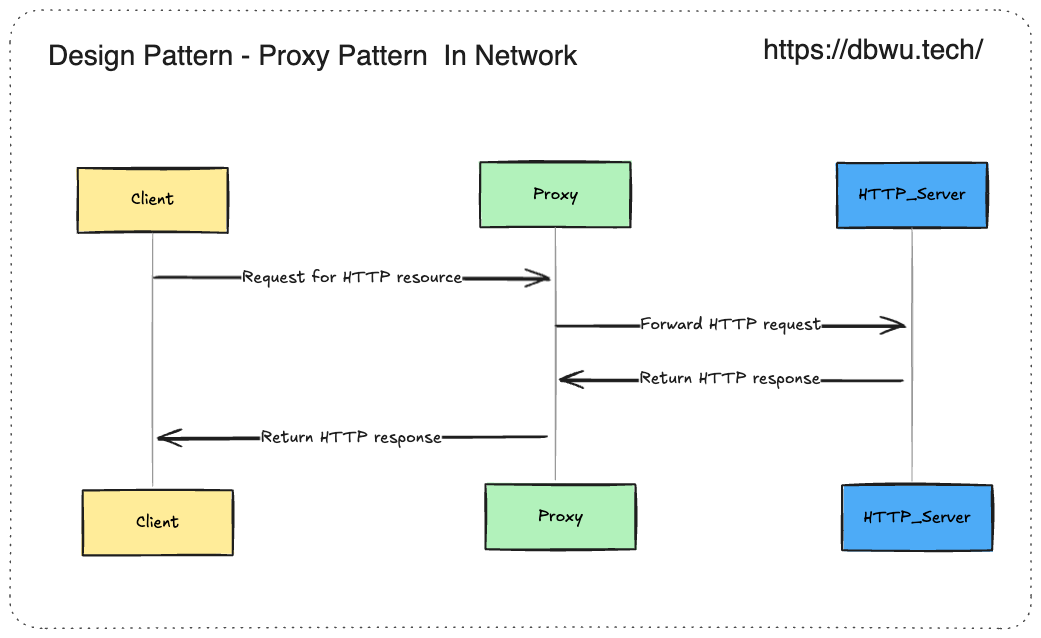 Design Pattern - Proxy Pattern In Network
https://dbwu.tech/
Client
Proxy
HTTP_Server
Request for HTTP resource
Forward HTTP request
Return HTTP response
Return HTTP response
Client
Proxy
HTTP_Server